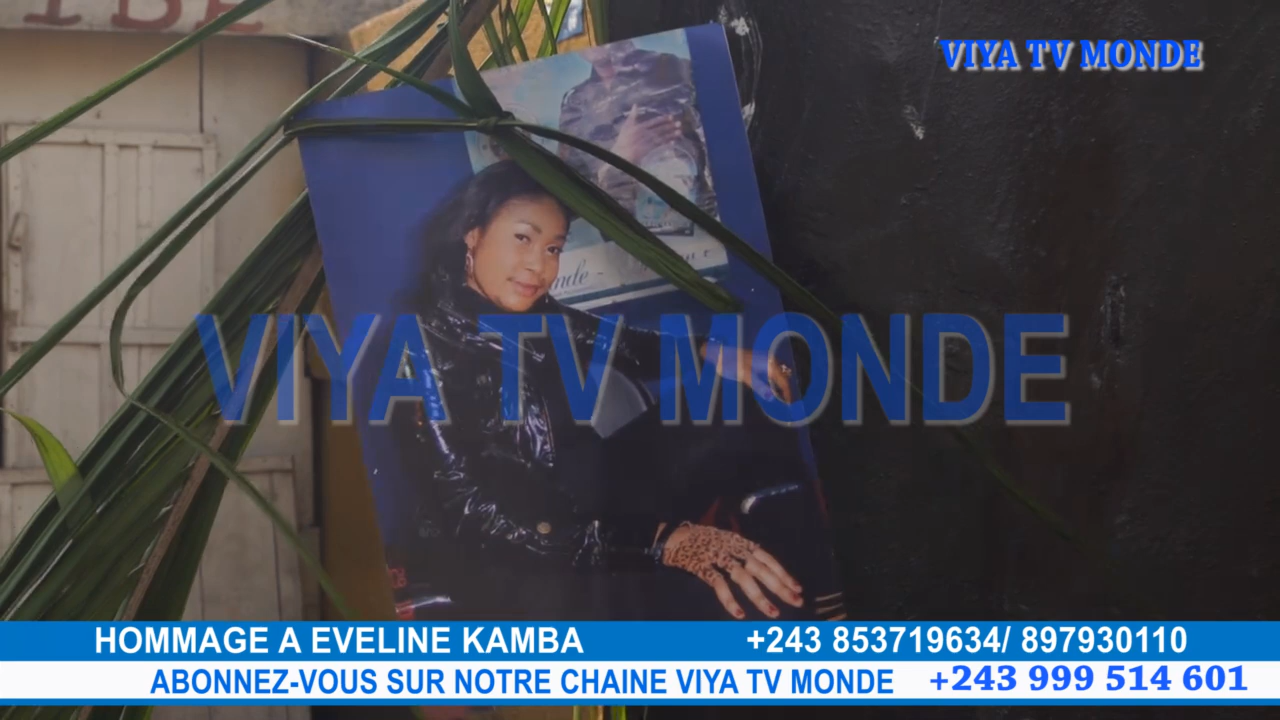 VIYA TV MONDE
VIYA TV MONDE
HOMMAGE A EVELINE KAMBA
+243 853719634/ 897930110
ABONNEZ-VOUS SUR NOTRE CHAINE VIYA TV MONDE
+243 999 514 601